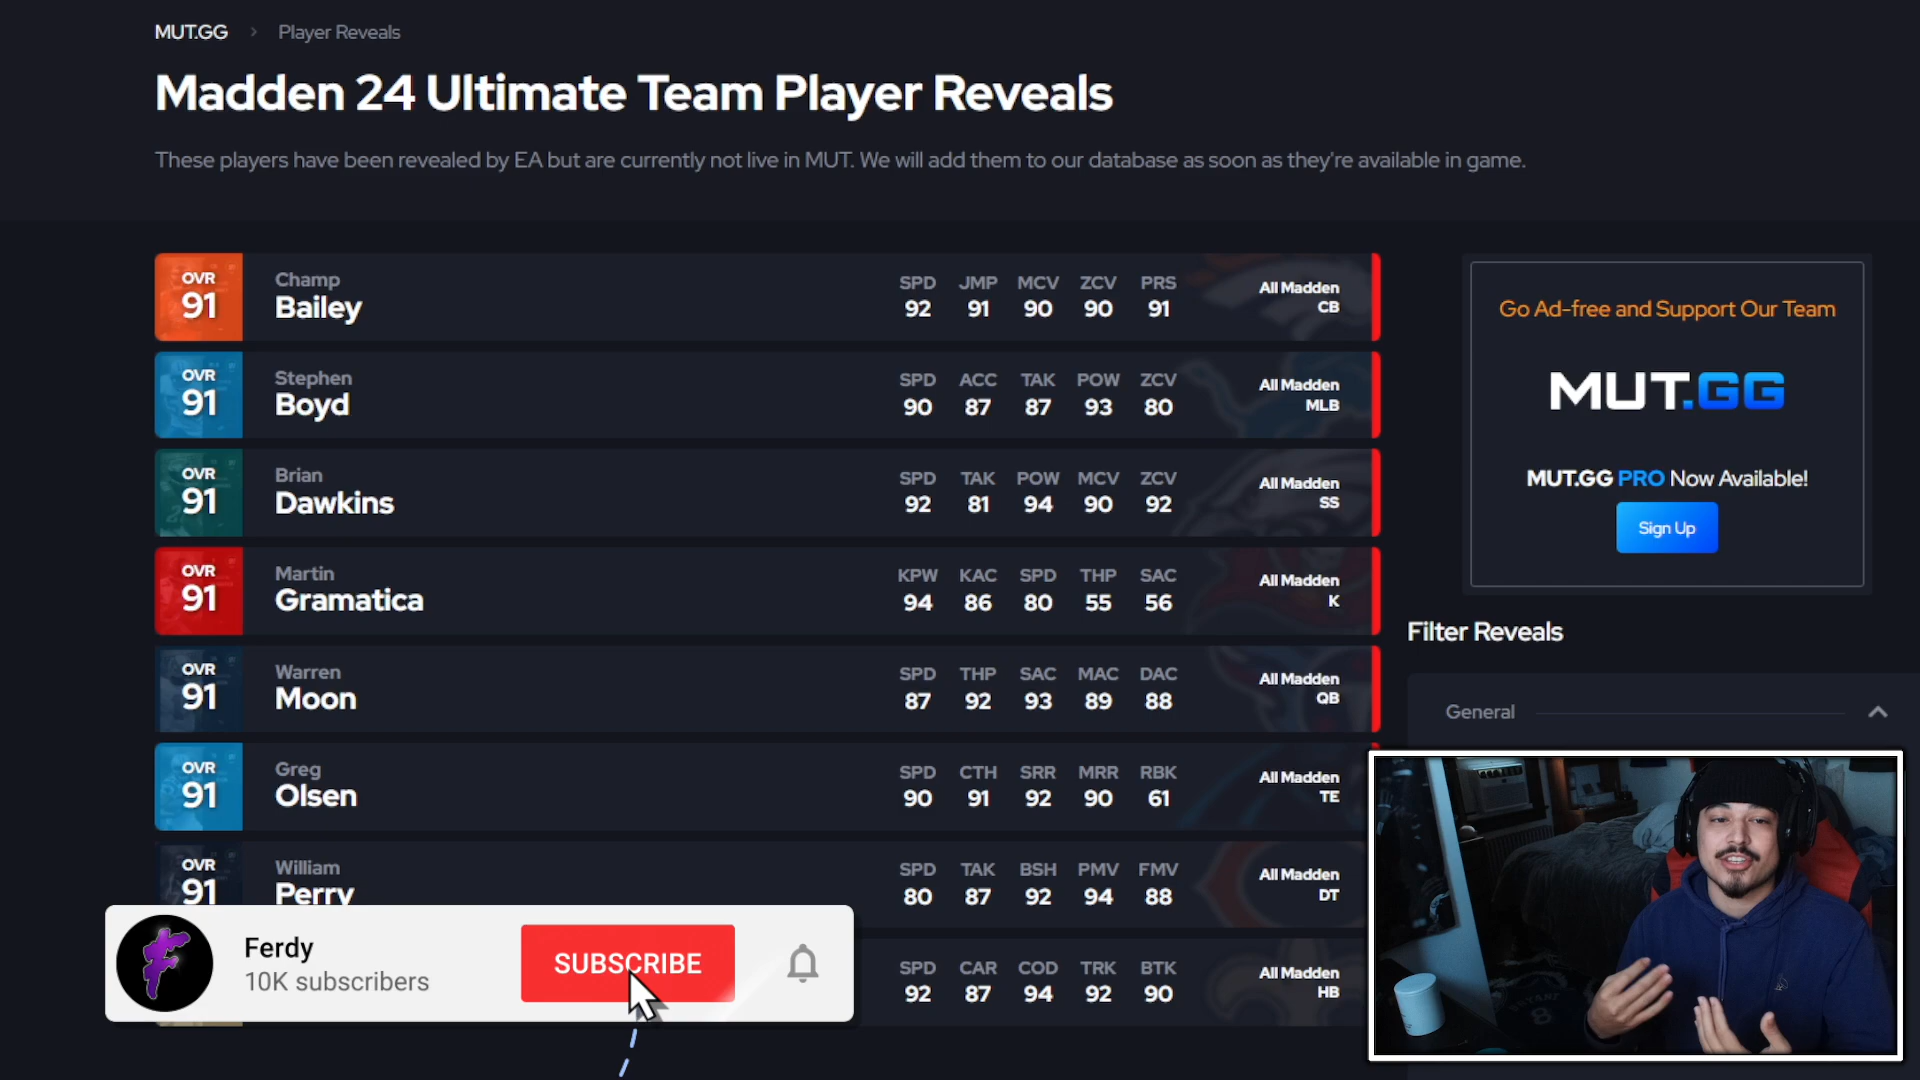 MUT.GG > Player Reveals
Madden 24 Ultimate Team Player Reveals
These players have been revealed by EA but are currently not live in MUT. We will add them to our database as soon as they're available in game.
OVR 91 Champ Bailey SPD 92 JMP 91 MCV 90 ZCV 90 PRS 91 All Madden CB
OVR 91 Stephen Boyd SPD 90 ACC 87 TAK 87 POW 93 ZCV 80 All Madden MLB
OVR 91 Brian Dawkins SPD 92 TAK 81 POW 94 MCV 90 ZCV 92 All Madden SS
OVR 91 Martin Gramatica KPW 94 KAC 86 SPD 80 THP 55 SAC 56 All Madden K
OVR 91 Warren Moon SPD 87 THP 92 SAC 93 MAC 89 DAC 88 All Madden QB
OVR 91 Greg Olsen SPD 90 CTH 91 SRR 92 MRR 90 RBK 61 All Madden TE
OVR 91 William Perry SPD 80 TAK 87 BSH 92 PMV 94 FMV 88 All Madden DT
SPD 92 CAR 87 COD 94 TRK 92 BTK 90 All Madden HB
Go Ad-free and Support Our Team
MUT.GG
MUT.GG PRO Now Available!
Sign Up
Filter Reveals
General
Ferdy
10K subscribers
SUBSCRIBE